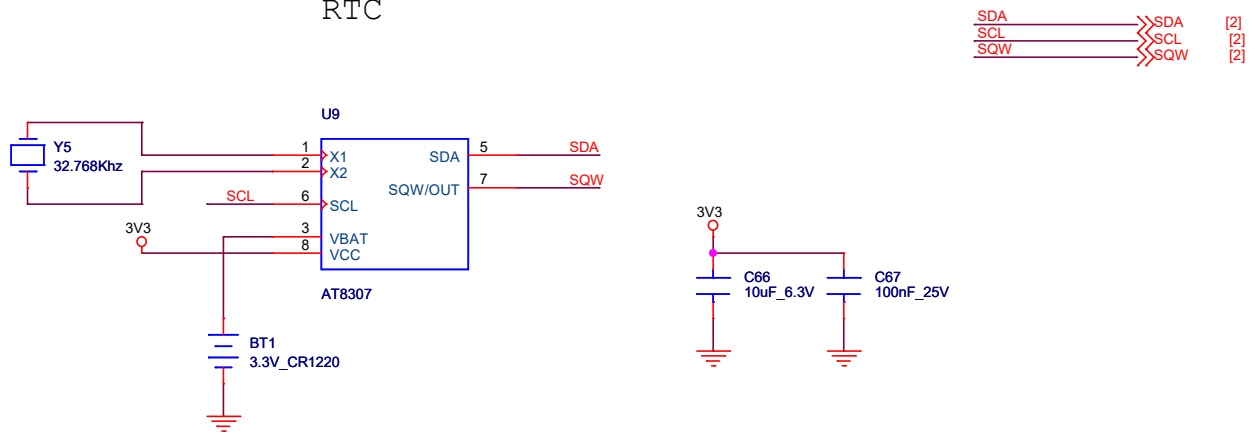 RTC
SDA SDA [2]
SCL SCL [2]
SQW SQW [2]
U9
Y5
32.768Khz
1 X1 SDA 5 SDA
2 X2
SQW/OUT 7 SQW
SCL 6 SCL
3V3
3 VBAT
8 VCC
AT8307
BT1
3.3V_CR1220
3V3
C66
10uF_6.3V
C67
100nF_25V